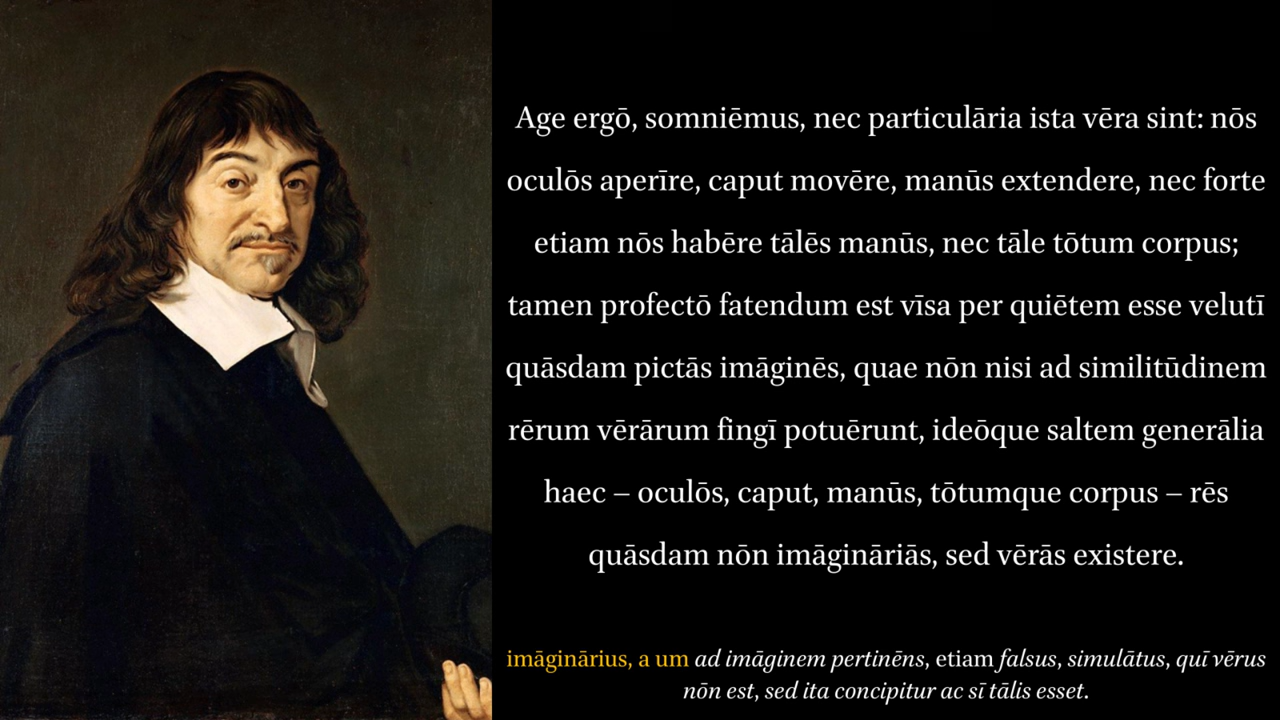 Age ergō, somniēmus, nec particulāria ista vēra sint: nōs
oculōs aperīre, caput movēre, manūs extendere, nec forte
etiam nōs habēre tālēs manūs, nec tāle tōtum corpus;
tamen profectō fatendum est vīsa per quiētem esse velutī
quāsdam pictās imāginēs, quae nōn nisi ad similitūdinem
rērum vērārum fingī potuērunt, ideōque saltem generālia
haec – oculōs, caput, manūs, tōtumque corpus – rēs
quāsdam nōn imāgināriās, sed vērās existere.
imāginārius, a um ad imāginem pertinēns, etiam falsus, simulātus, quī vērus
nōn est, sed ita concipitur ac sī tālis esset.